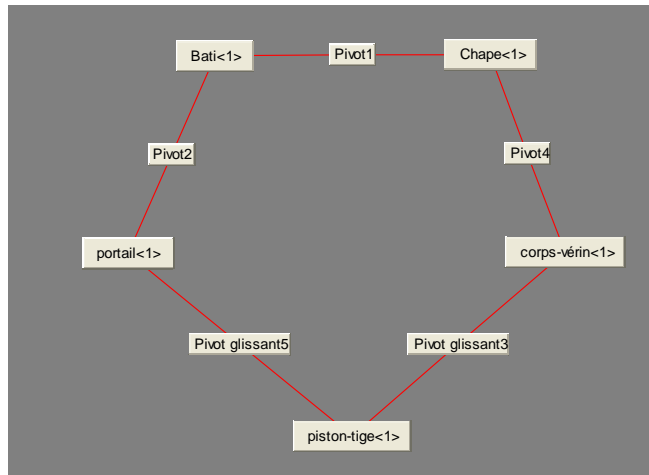 Bati<1>
Pivot1
Chape<1>
Pivot2
Pivot4
portail<1>
corps-vérin<1>
Pivot glissant5
Pivot glissant3
piston-tige<1>